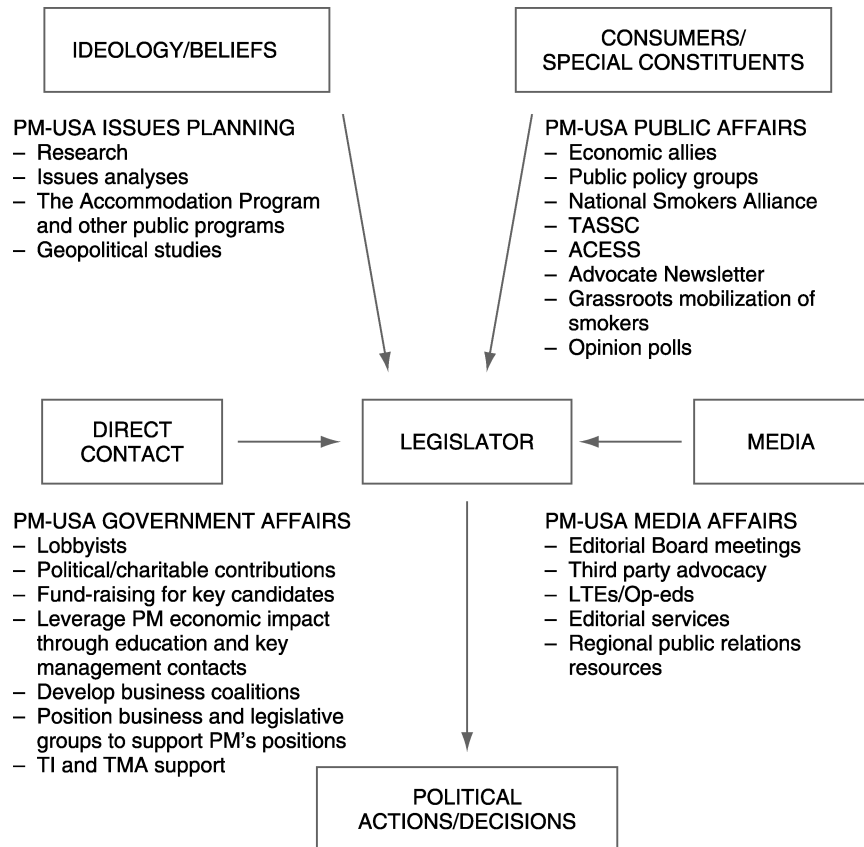 IDEOLOGY/BELIEFS
CONSUMERS/
SPECIAL CONSTITUENTS
PM-USA ISSUES PLANNING
– Research
– Issues analyses
– The Accommodation Program
and other public programs
– Geopolitical studies
PM-USA PUBLIC AFFAIRS
– Economic allies
– Public policy groups
– National Smokers Alliance
– TASSC
– ACESS
– Advocate Newsletter
– Grassroots mobilization of
smokers
– Opinion polls
DIRECT
CONTACT
LEGISLATOR
MEDIA
PM-USA GOVERNMENT AFFAIRS
– Lobbyists
– Political/charitable contributions
– Fund-raising for key candidates
– Leverage PM economic impact
through education and key
management contacts
– Develop business coalitions
– Position business and legislative
groups to support PM's positions
– TI and TMA support
PM-USA MEDIA AFFAIRS
– Editorial Board meetings
– Third party advocacy
– LTEs/Op-eds
– Editorial services
– Regional public relations
resources
POLITICAL
ACTIONS/DECISIONS